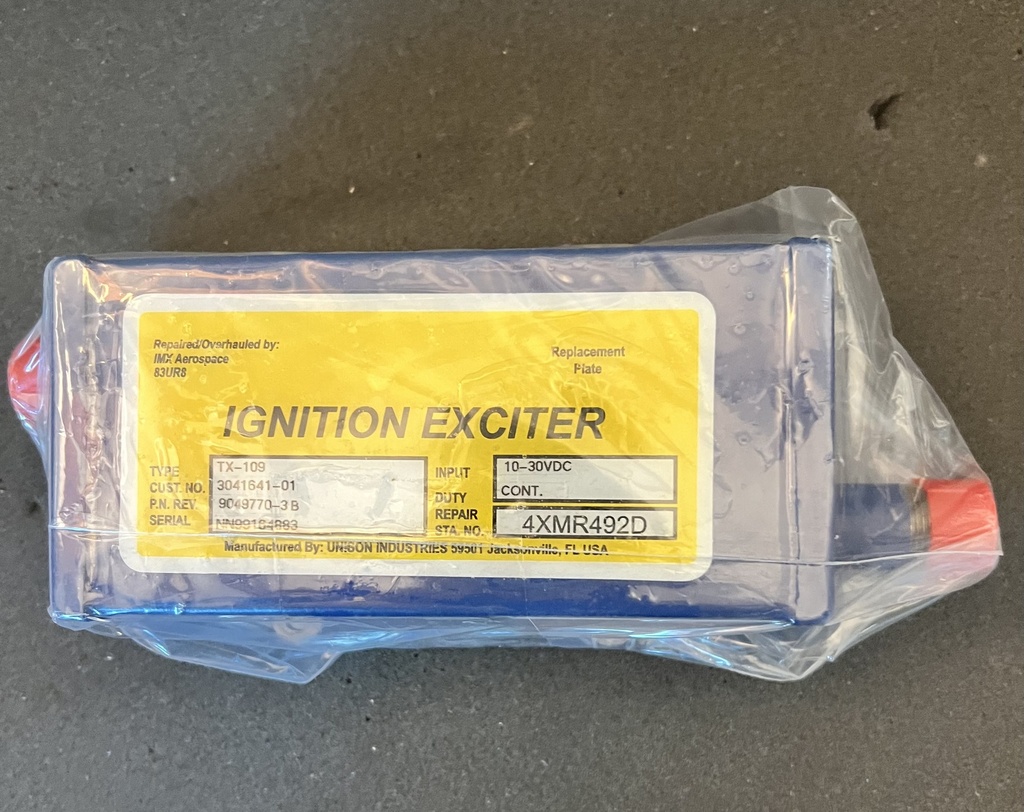 Repaired/Overhauled by:
IMX Aerospace
83UR8
Replacement
Plate
IGNITION EXCITER
TYPE TX-109
CUST. NO. 3041641-01
P.N. REV. 9049770-3 B
SERIAL
INPUT 10-30VDC
DUTY CONT.
REPAIR
STA. NO. 4XMR492D
Manufactured By: UNISON INDUSTRIES 59501 Jacksonville, FL USA